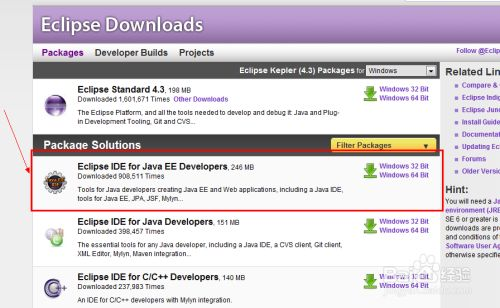 Eclipse Downloads
Packages Developer Builds Projects
Follow @Eclip
Eclipse Kepler (4.3) Packages for Windows
Eclipse Standard 4.3, 198 MB
Downloaded 1,601,671 Times Other Downloads
Windows 32 Bit
Windows 64 Bit
The Eclipse Platform, and all the tools needed to develop and debug it: Java and Plug-
in Development Tooling, Git and CVS...
Package Solutions
Filter Packages
Eclipse IDE for Java EE Developers, 246 MB
Downloaded 908,511 Times
Windows 32 Bit
Windows 64 Bit
Tools for Java developers creating Java EE and Web applications, including a Java IDE,
tools for Java EE, JPA, JSF, Mylyn...
Eclipse IDE for Java Developers, 151 MB
Downloaded 398,457 Times
Windows 32 Bit
Windows 64 Bit
The essential tools for any Java developer, including a Java IDE, a CVS client, Git client,
XML Editor, Mylyn, Maven integration...
Eclipse IDE for C/C++ Developers, 140 MB
Downloaded 237,983 Times
Windows 32 Bit
Windows 64 Bit
An IDE for C/C++ developers with Mylyn integration.
Related Lin
Compare &
Eclipse Indig
Eclipse Juno
Install Guide
Documentat
Updating Ec
Forums
Older Versio
Hint:
You will need a Ja
environment (JRE
SE 6 or greater is
downloads are pro
and conditions of
Software User Ag
otherwise specifie